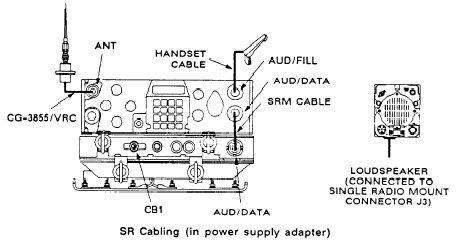 ANT
HANDSET
CABLE
AUD/FILL
AUD/DATA
SRM CABLE
CG-3855/VRC
CB1
AUD/DATA
LOUDSPEAKER
(CONNECTED TO
SINGLE RADIO MOUNT
CONNECTOR J3)
SR Cabling (in power supply adapter)